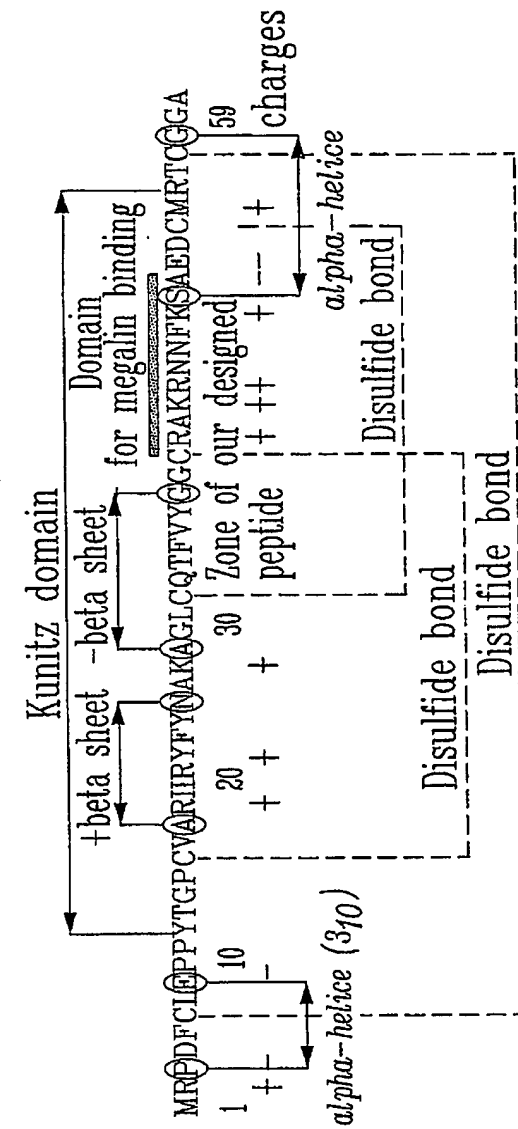 Kunitz domain
+beta sheet -beta sheet
Domain
for megalin binding
MRPDFCLEPPYTGPCVARIIRYFYNAKAGLCQTFVYGGCRAKRNNFKSAEDCMRTCGGA
1 10 20 30 59
Zone of our designed
peptide
+ - - + + + + ++ + -- + charges
alpha-helice (3₁₀)
alpha-helice
Disulfide bond
Disulfide bond
Disulfide bond